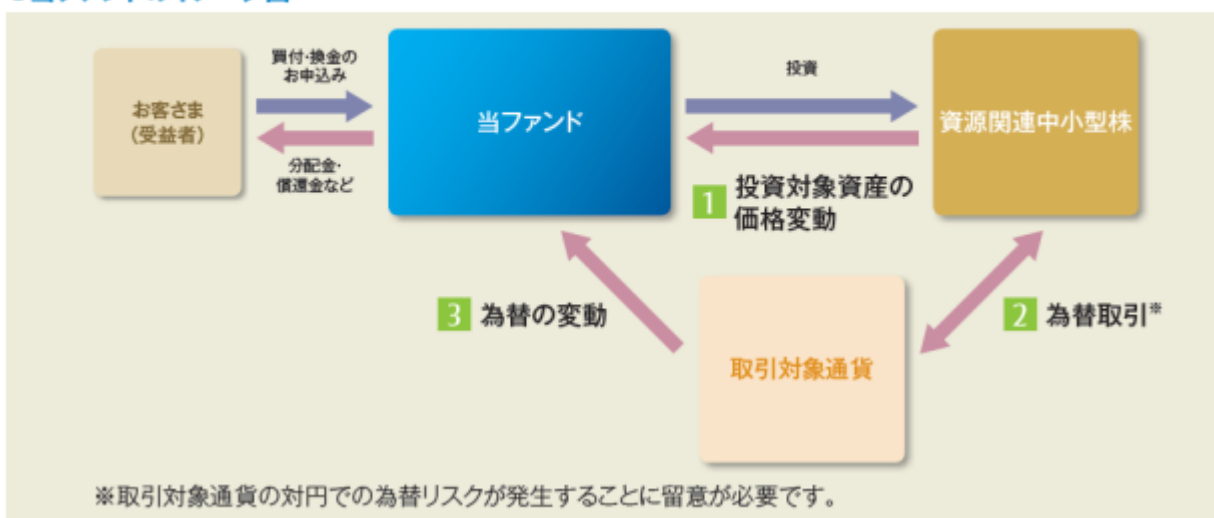 買付・換金の
お申込み
お客さま
(受益者)
分配金・
償還金など
当ファンド
投資
資源関連中小型株
1 投資対象資産の
価格変動
3 為替の変動
2 為替取引※
取引対象通貨
※取引対象通貨の対円での為替リスクが発生することに留意が必要です。